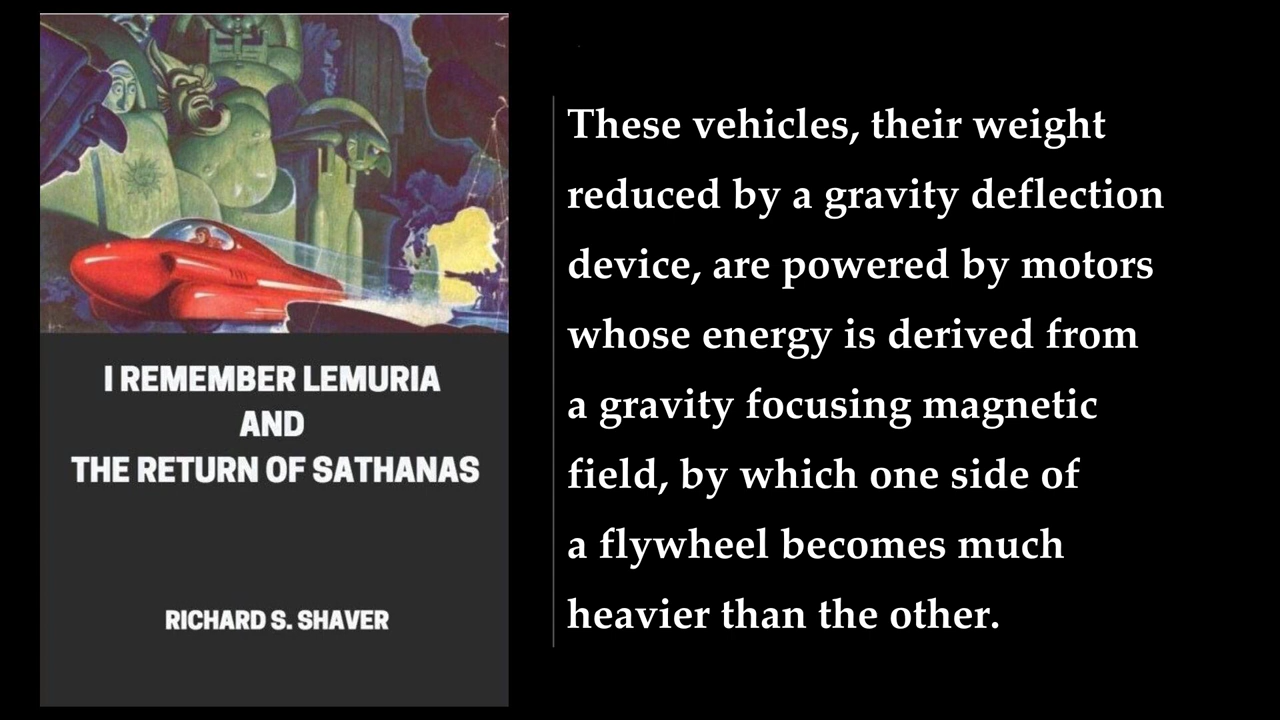 I REMEMBER LEMURIA
AND
THE RETURN OF SATHANAS
RICHARD S. SHAVER
These vehicles, their weight
reduced by a gravity deflection
device, are powered by motors
whose energy is derived from
a gravity focusing magnetic
field, by which one side of
a flywheel becomes much
heavier than the other.